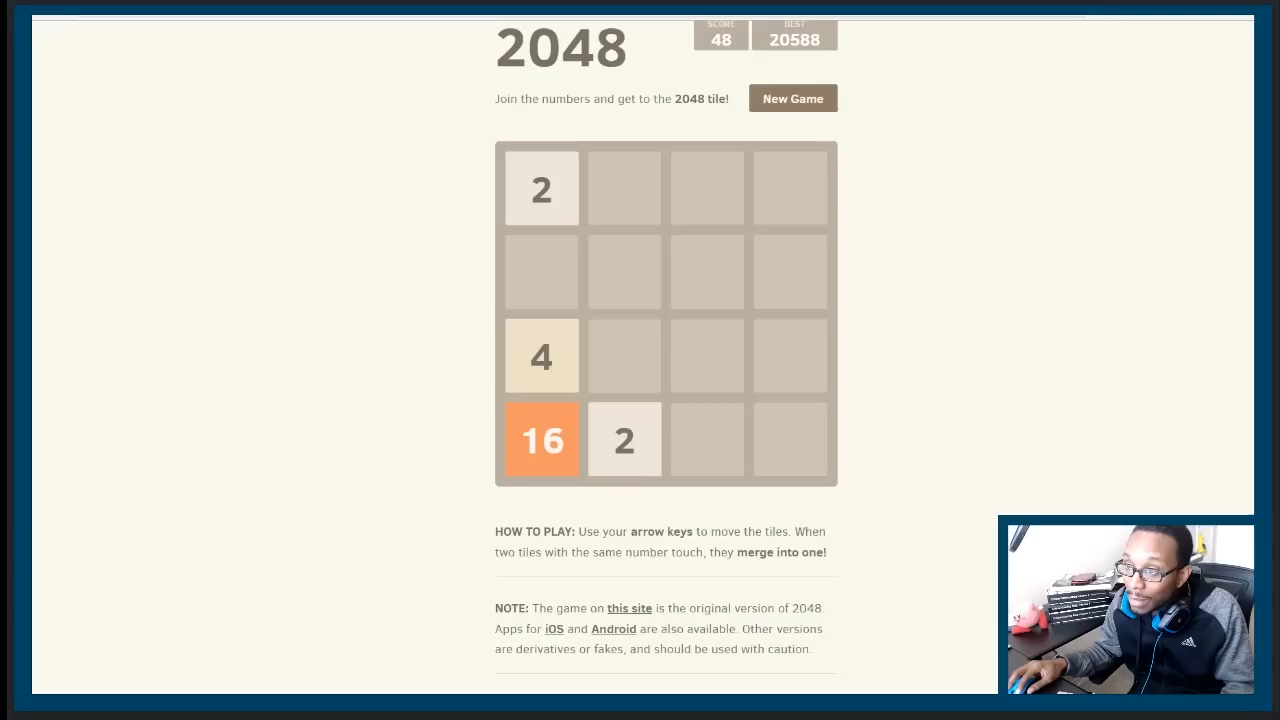 2048
SCORE
48
BEST
20588
Join the numbers and get to the 2048 tile!
New Game
2
4
16 2
HOW TO PLAY: Use your arrow keys to move the tiles. When
two tiles with the same number touch, they merge into one!
NOTE: The game on this site is the original version of 2048.
Apps for iOS and Android are also available. Other versions
are derivatives or fakes, and should be used with caution.